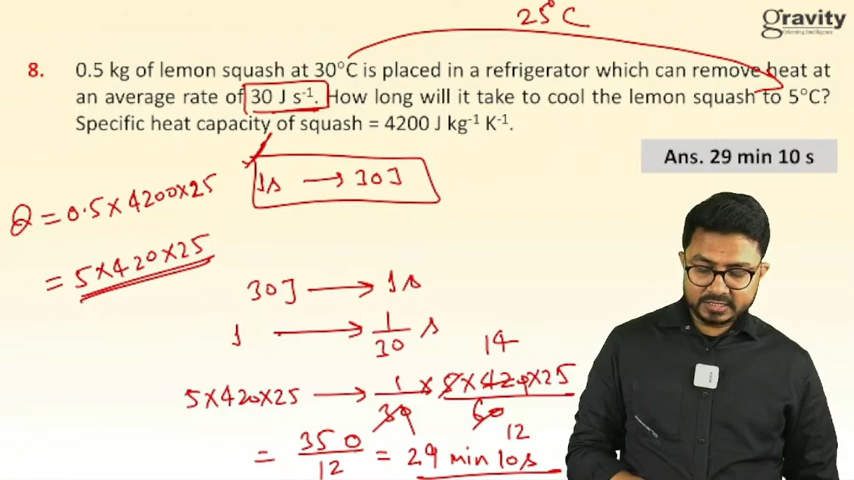 25°C
gravity
8. 0.5 kg of lemon squash at 30°C is placed in a refrigerator which can remove heat at
an average rate of 30 J s⁻¹. How long will it take to cool the lemon squash to 5°C?
Specific heat capacity of squash = 4200 J kg⁻¹ K⁻¹.
Ans. 29 min 10 s
Q = 0.5 × 4200 × 25
= 5 × 420 × 25
1s → 30J
30J → 1s
1 → 1/30 s
14
5 × 420 × 25 → 1/30 × 5 × 420 × 25 / 60
12
= 350/12 = 29 min 10s